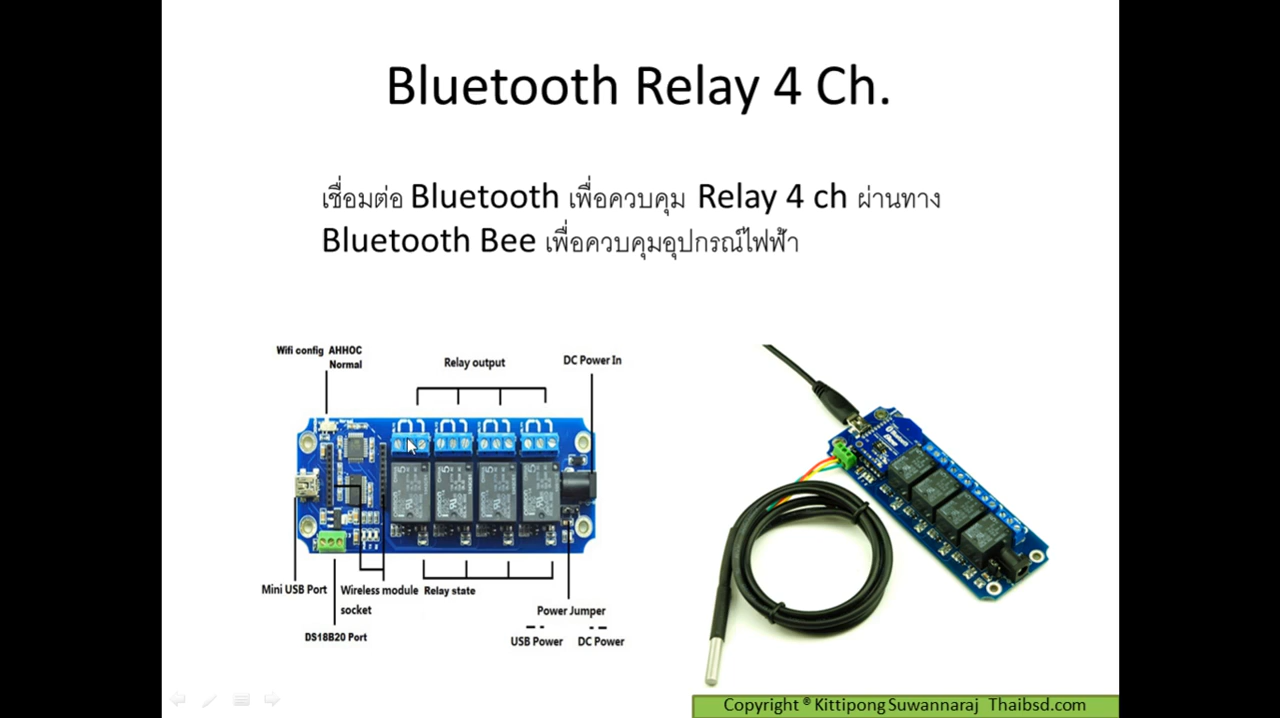 Bluetooth Relay 4 Ch.
เชื่อมต่อ Bluetooth เพื่อควบคุม Relay 4 ch ผ่านทาง
Bluetooth Bee เพื่อควบคุมอุปกรณ์ไฟฟ้า
Wifi config AHHOC
Normal
Relay output
DC Power In
Mini USB Port
Wireless module
socket
Relay state
DS18B20 Port
Power Jumper
USB Power
DC Power
Copyright ® Kittipong Suwannaraj Thaibsd.com